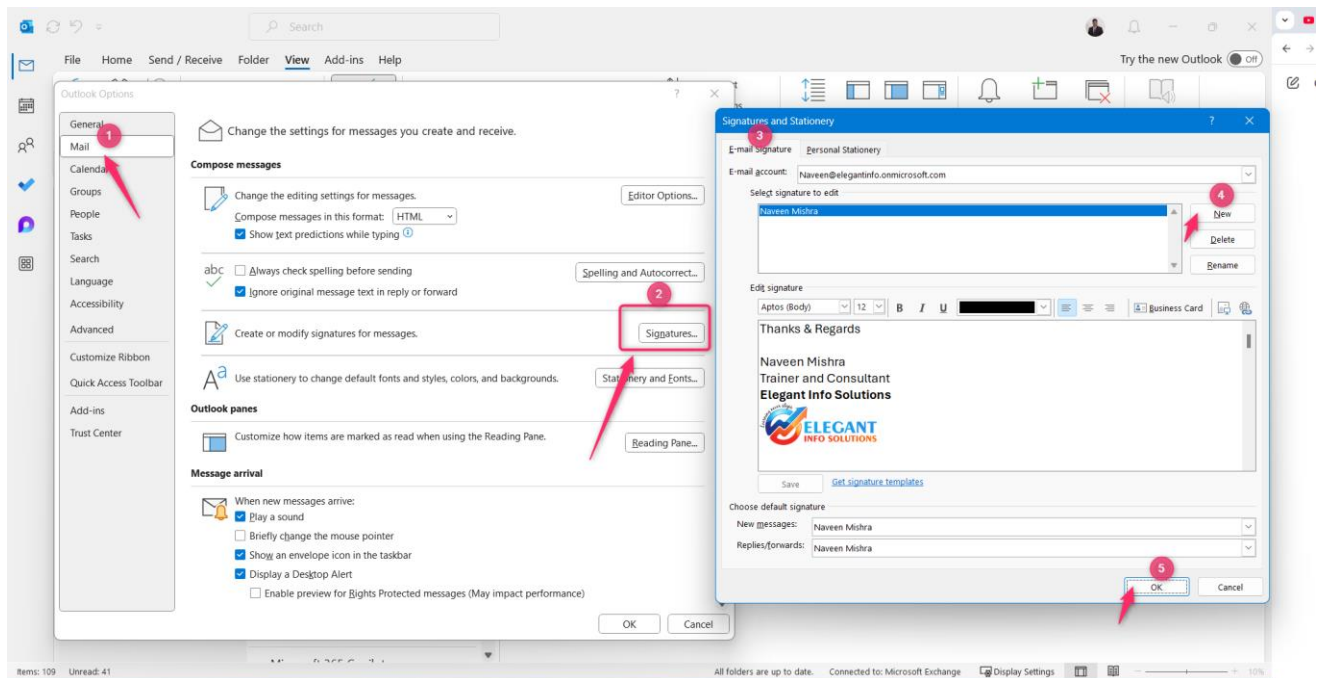 Search
File Home Send / Receive Folder View Add-ins Help
Try the new Outlook Off
Outlook Options
?
General
1
Mail
Calendar
Groups
People
Tasks
Search
Language
Accessibility
Advanced
Customize Ribbon
Quick Access Toolbar
Add-ins
Trust Center
Change the settings for messages you create and receive.
Compose messages
Change the editing settings for messages.
Editor Options...
Compose messages in this format: HTML
Show text predictions while typing
abc
Always check spelling before sending
Spelling and Autocorrect...
Ignore original message text in reply or forward
2
Create or modify signatures for messages.
Signatures...
Aa
Use stationery to change default fonts and styles, colors, and backgrounds.
Stationery and Fonts...
Outlook panes
Customize how items are marked as read when using the Reading Pane.
Reading Pane...
Message arrival
When new messages arrive:
Play a sound
Briefly change the mouse pointer
Show an envelope icon in the taskbar
Display a Desktop Alert
Enable preview for Rights Protected messages (May impact performance)
OK Cancel
Signatures and Stationery
?
3
E-mail Signature Personal Stationery
E-mail account: Naveen@elegantinfo.onmicrosoft.com
Select signature to edit
4
Naveen Mishra
New
Delete
Rename
Edit signature
Aptos (Body) 12 B I U Business Card
Thanks & Regards
Naveen Mishra
Trainer and Consultant
Elegant Info Solutions
ELEGANT
INFO SOLUTIONS
Save Get signature templates
Choose default signature
New messages: Naveen Mishra
Replies/forwards: Naveen Mishra
5
OK Cancel
Items: 109 Unread: 41
All folders are up to date. Connected to: Microsoft Exchange Display Settings 10%